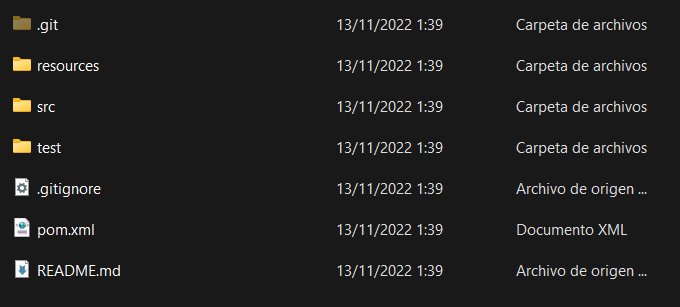 .git 13/11/2022 1:39 Carpeta de archivos
resources 13/11/2022 1:39 Carpeta de archivos
src 13/11/2022 1:39 Carpeta de archivos
test 13/11/2022 1:39 Carpeta de archivos
.gitignore 13/11/2022 1:39 Archivo de origen ...
pom.xml 13/11/2022 1:39 Documento XML
README.md 13/11/2022 1:39 Archivo de origen ...